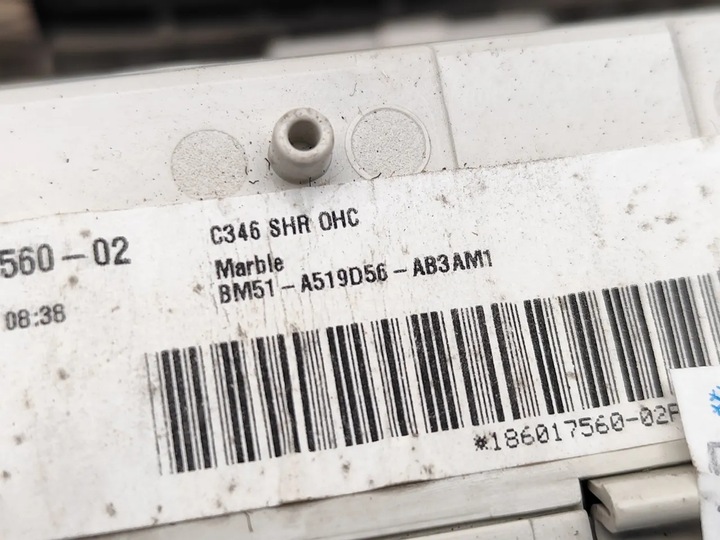 C346 SHR OHC
560-02
Marble
BM51-A519D56-AB3AM1
08:38
*186017560-02P